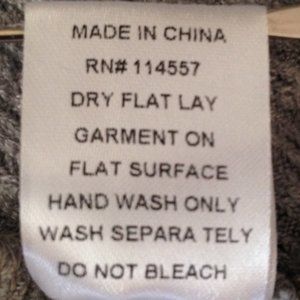 MADE IN CHINA
RN# 114557
DRY FLAT LAY
GARMENT ON
FLAT SURFACE
HAND WASH ONLY
WASH SEPARA TELY
DO NOT BLEACH